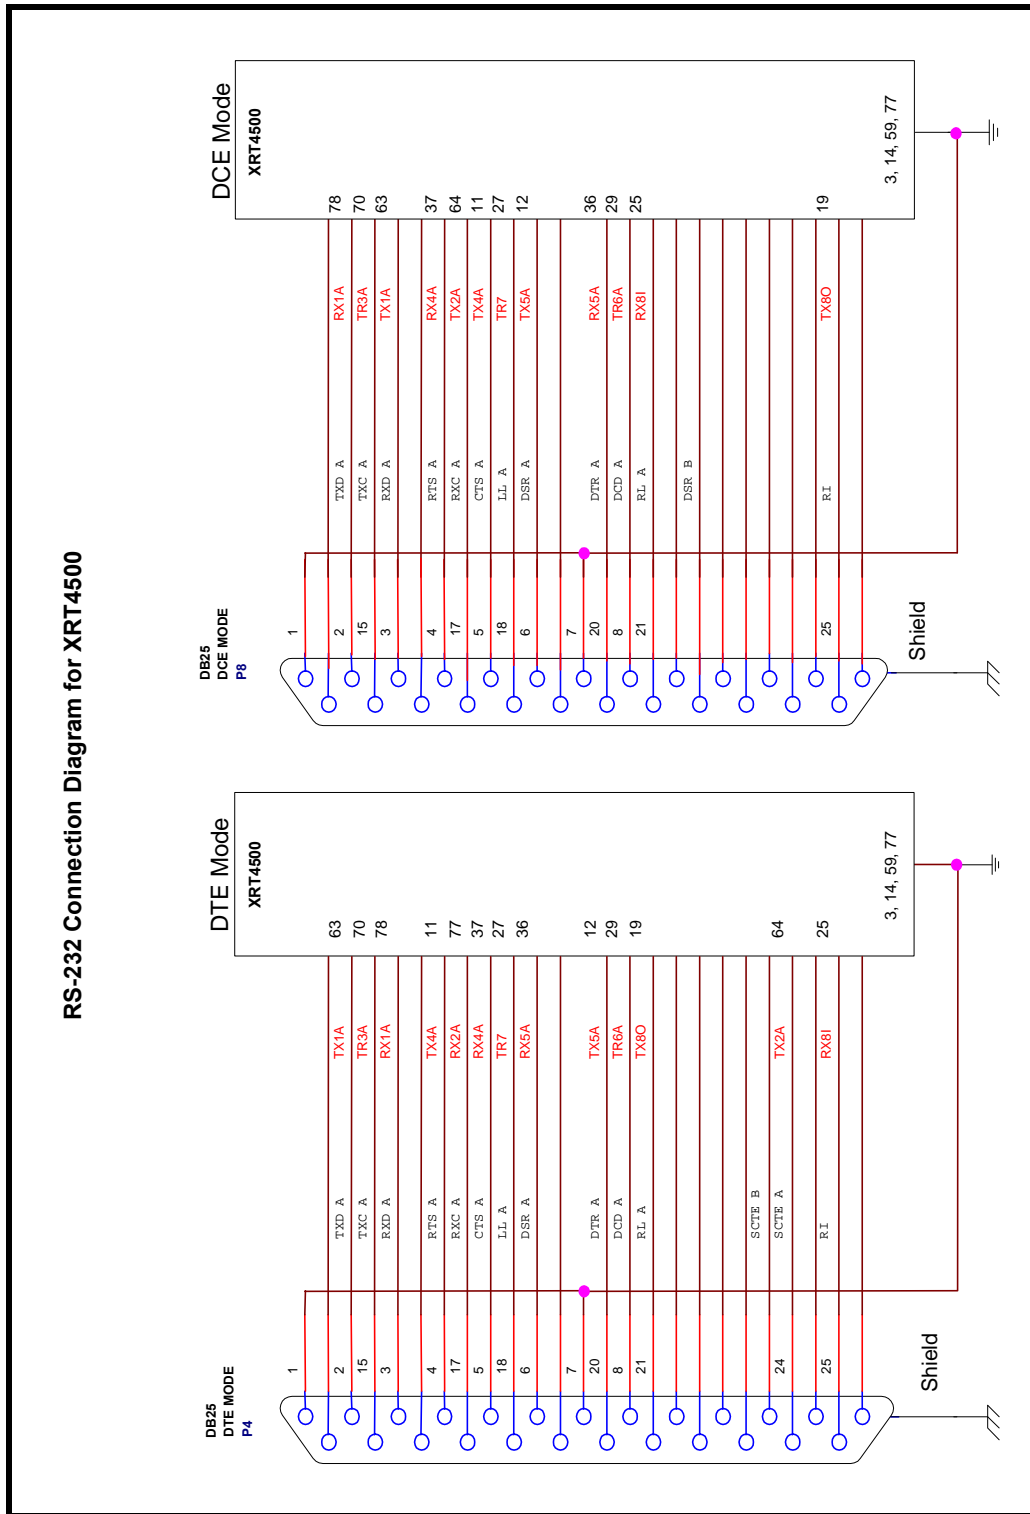 RS-232 Connection Diagram for XRT4500
DCE Mode
XRT4500
78
70
63
37
64
11
27
12
36
29
25
19
3, 14, 59, 77
RX1A
TR3A
TX1A
RX4A
TX2A
TX4A
TR7
TX5A
RX5A
TR6A
RX8I
TX8O
TXD A
TXC A
RXD A
RTS A
RXC A
CTS A
LL A
DSR A
DTR A
DCD A
RL A
DSR B
RI
1
2
15
3
4
17
5
18
6
7
20
8
21
25
DB25
DCE MODE
P8
Shield
DTE Mode
XRT4500
63
70
78
11
77
37
27
36
12
29
19
64
25
3, 14, 59, 77
TX1A
TR3A
RX1A
TX4A
RX2A
RX4A
TR7
RX5A
TX5A
TR6A
TX8O
TX2A
RX8I
TXD A
TXC A
RXD A
RTS A
RXC A
CTS A
LL A
DSR A
DTR A
DCD A
RL A
SCTE B
SCTE A
RI
1
2
15
3
4
17
5
18
6
7
20
8
21
24
25
DB25
DTE MODE
P4
Shield